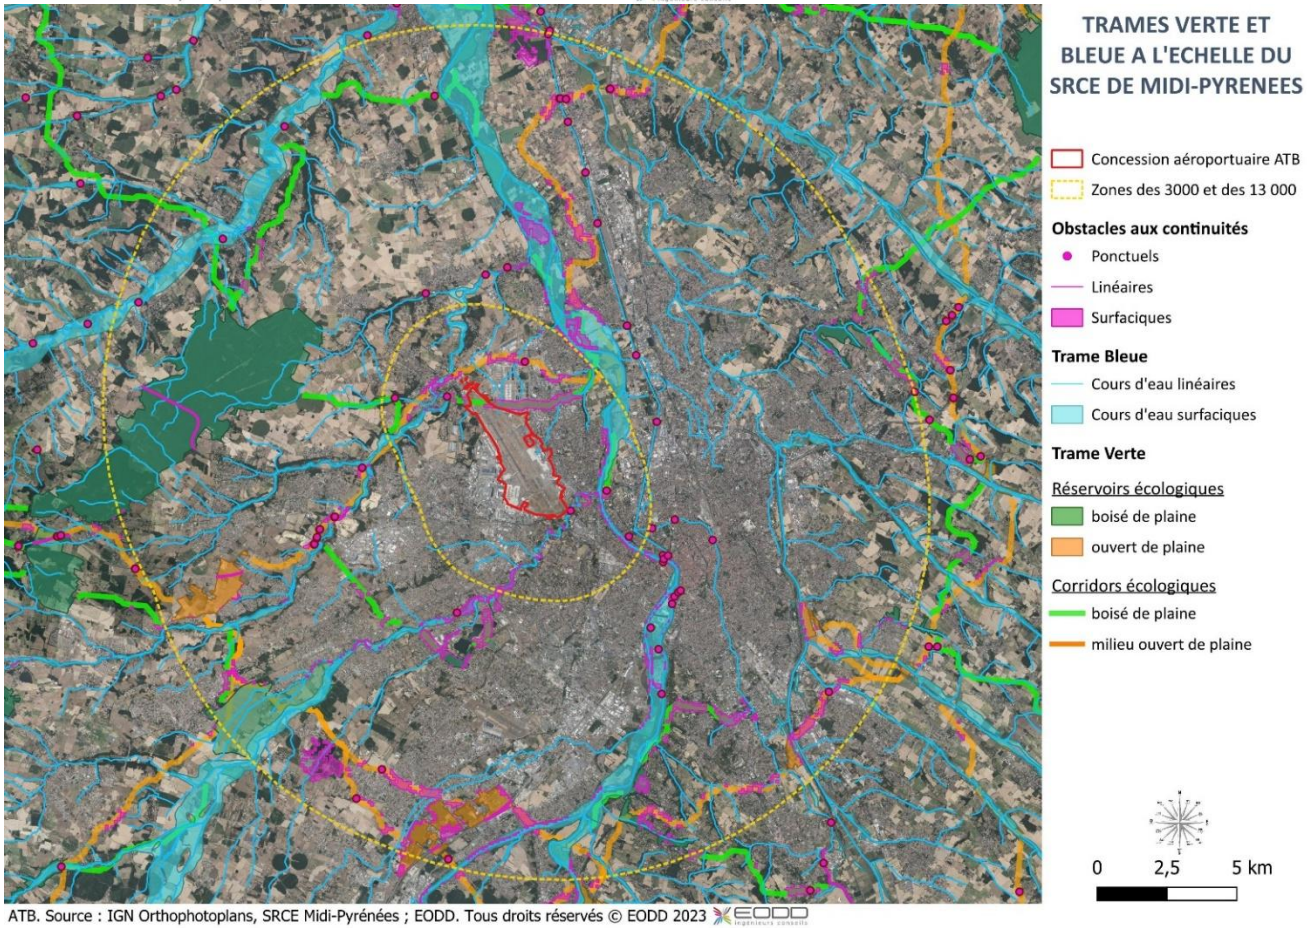 TRAMES VERTE ET
BLEUE A L'ECHELLE DU
SRCE DE MIDI-PYRENEES
Concession aéroportuaire ATB
Zones des 3000 et des 13 000
Obstacles aux continuités
Ponctuels
Linéaires
Surfaciques
Trame Bleue
Cours d'eau linéaires
Cours d'eau surfaciques
Trame Verte
Réservoirs écologiques
boisé de plaine
ouvert de plaine
Corridors écologiques
boisé de plaine
milieu ouvert de plaine
0 2,5 5 km
ATB. Source : IGN Orthophotoplans, SRCE Midi-Pyrénées ; EODD. Tous droits réservés © EODD 2023 EODD
ingénieurs conseils